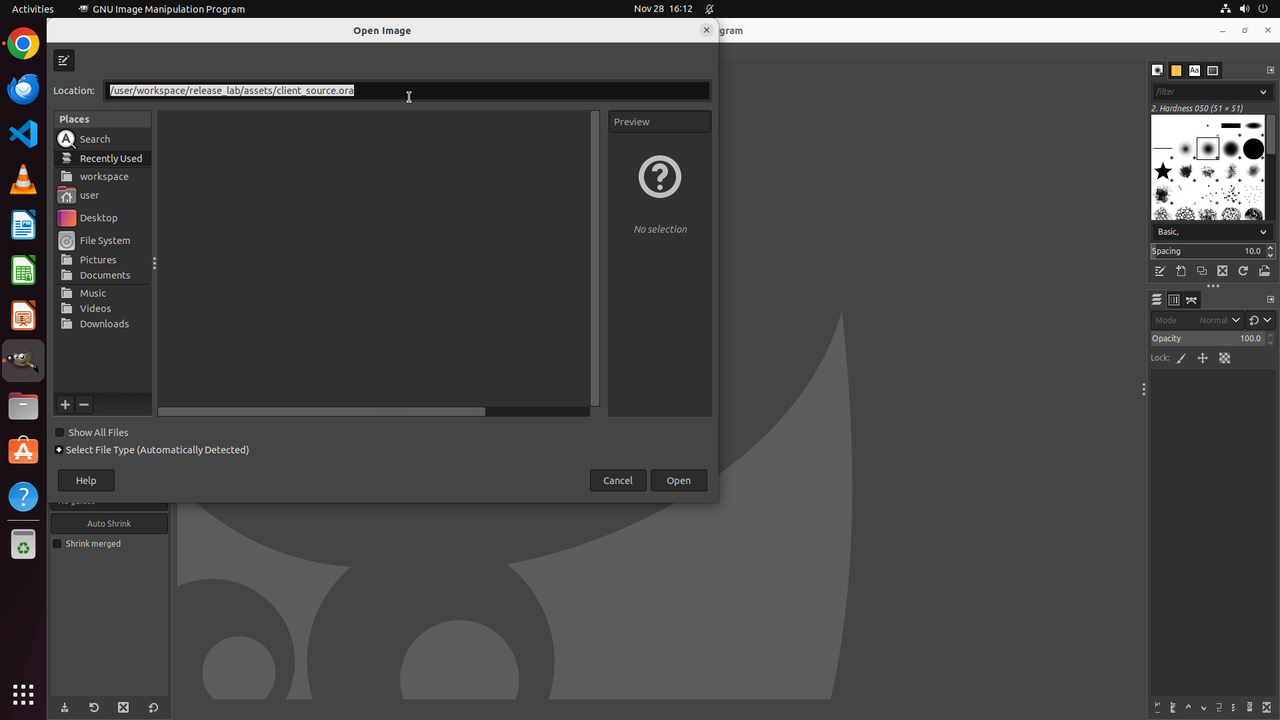 Activities
GNU Image Manipulation Program
Nov 28 16:12
Open Image
gram
Location:
/user/workspace/release_lab/assets/client_source.ora
Places
Search
Recently Used
workspace
user
Desktop
File System
Pictures
Documents
Music
Videos
Downloads
Preview
No selection
Show All Files
Select File Type (Automatically Detected)
Help
Cancel
Open
Auto Shrink
Shrink merged
filter
2. Hardness 050 (51 × 51)
Basic,
Spacing 10.0
Mode Normal
Opacity 100.0
Lock: